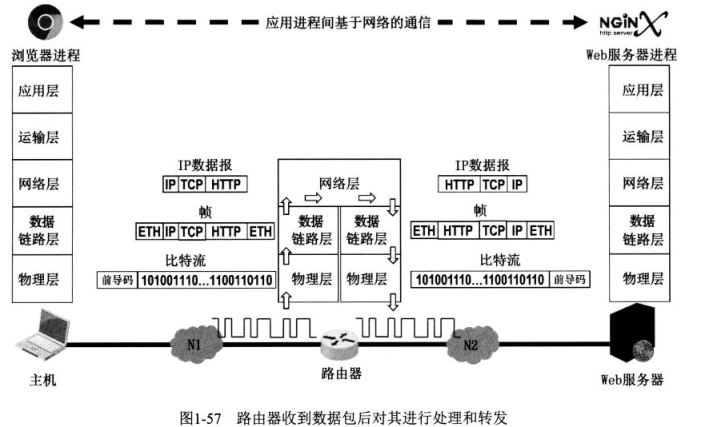 应用进程间基于网络的通信
NGiNX
http server
浏览器进程
Web服务器进程
应用层
运输层
网络层
数据
链路层
物理层
IP数据报
IP TCP HTTP
帧
ETH IP TCP HTTP ETH
比特流
前导码 101001110...1100110110
网络层
数据
链路层
数据
链路层
物理层
物理层
IP数据报
HTTP TCP IP
帧
ETH HTTP TCP IP ETH
比特流
101001110...1100110110 前导码
应用层
运输层
网络层
数据
链路层
物理层
N1
N2
主机
路由器
Web服务器
图1-57 路由器收到数据包后对其进行处理和转发